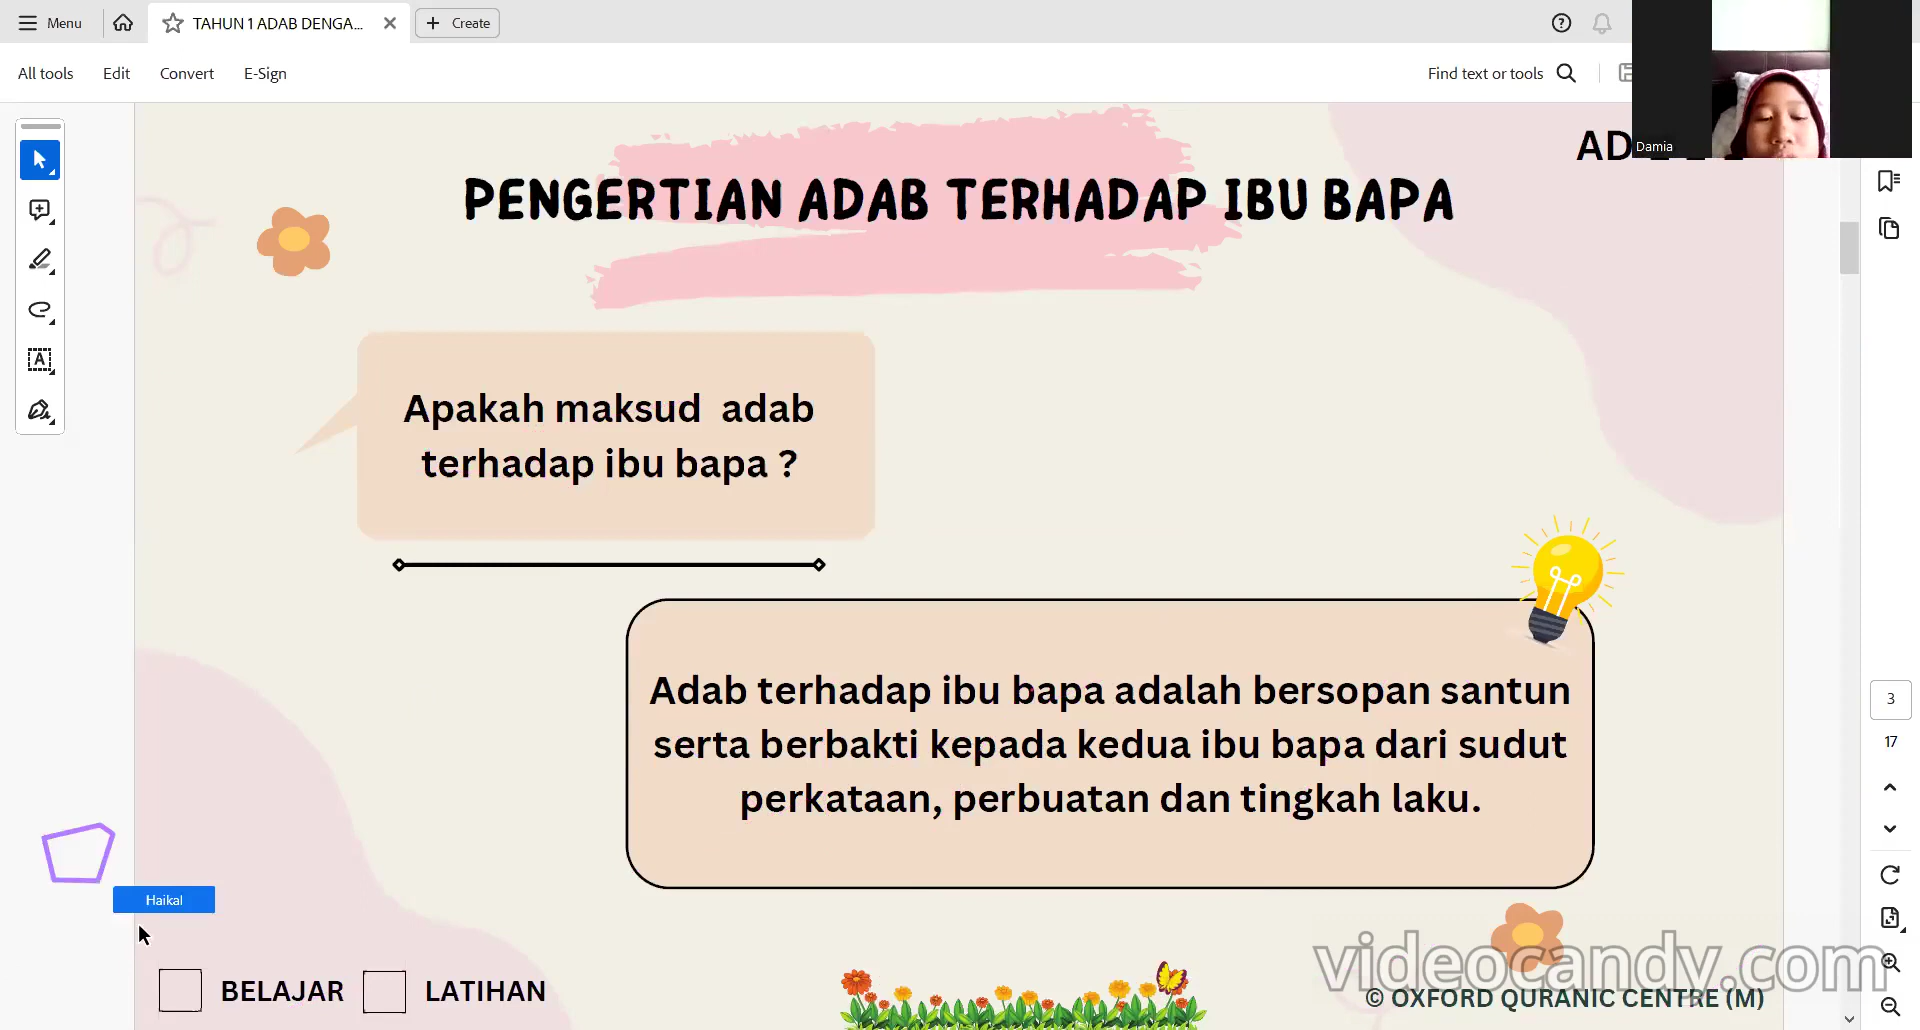 Menu
TAHUN 1 ADAB DENGA...
Create
All tools
Edit
Convert
E-Sign
Find text or tools
Damia
PENGERTIAN ADAB TERHADAP IBU BAPA
Apakah maksud adab
terhadap ibu bapa ?
Adab terhadap ibu bapa adalah bersopan santun
serta berbakti kepada kedua ibu bapa dari sudut
perkataan, perbuatan dan tingkah laku.
3
17
Haikal
BELAJAR
LATIHAN
videocandy.com
© OXFORD QURANIC CENTRE (M)